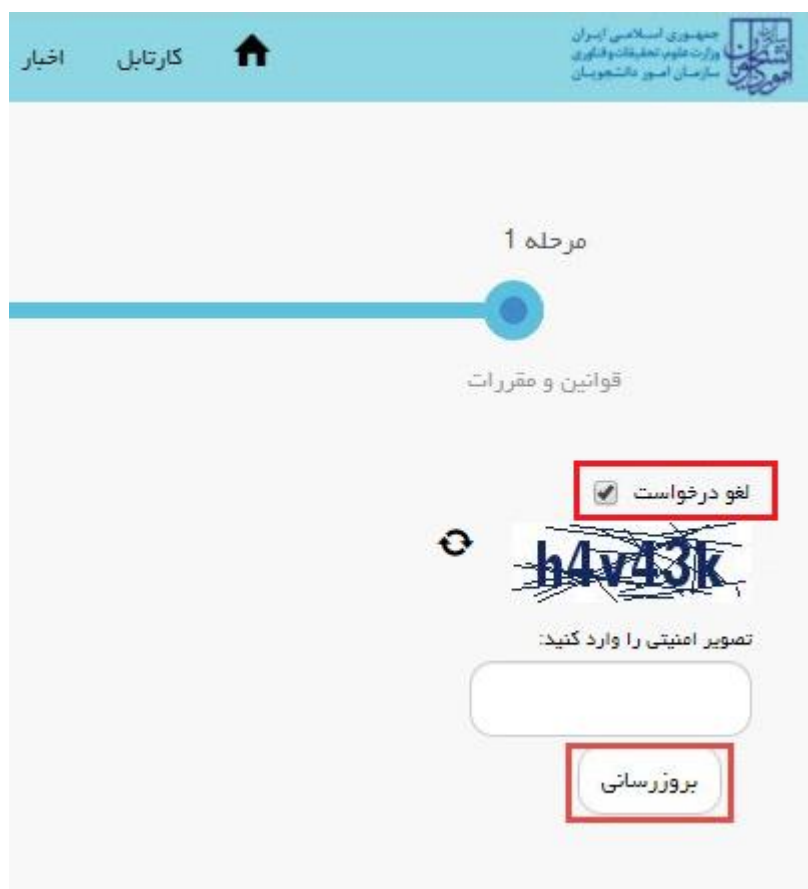 جمهوری اسلامی ایران
وزارت علوم، تحقیقات و فناوری
سازمان امور دانشجویان
کارتابل
اخبار
مرحله 1
قوانین و مقررات
لغو درخواست
h4v43k
تصویر امنیتی را وارد کنید:
بروزرسانی